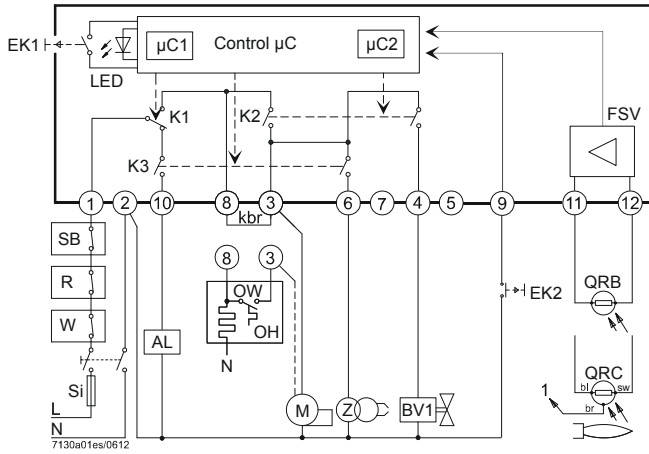 EK1
LED
µC1
Control µC
µC2
K1
K2
FSV
K3
1
2
10
8
3
6
7
4
5
9
11
12
kbr
SB
R
W
Si
L
N
AL
8
3
OW
OH
N
M
Z
BV1
EK2
QRB
QRC
bl
sw
br
1
7130a01es/0612